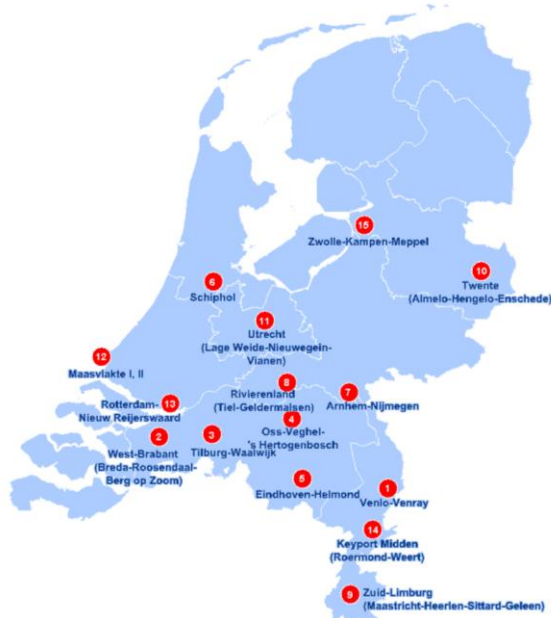 15
Zwolle-Kampen-Meppel
10
Twente
(Almelo-Hengelo-Enschede)
6
Schiphol
11
Utrecht
(Lage Weide-Nieuwegein-
Vianen)
12
Maasvlakte I, II
8
Rivierenland
(Tiel-Geldermalsen)
7
Arnhem-Nijmegen
13
Rotterdam-
Nieuw Reijerswaard
4
Oss-Veghel-
's Hertogenbosch
2
West-Brabant
(Breda-Roosendaal-
Berg op Zoom)
3
Tilburg-Waalwijk
5
Eindhoven-Helmond
1
Venlo-Venray
14
Keyport Midden
(Roermond-Weert)
9
Zuid-Limburg
(Maastricht-Heerlen-Sittard-Geleen)